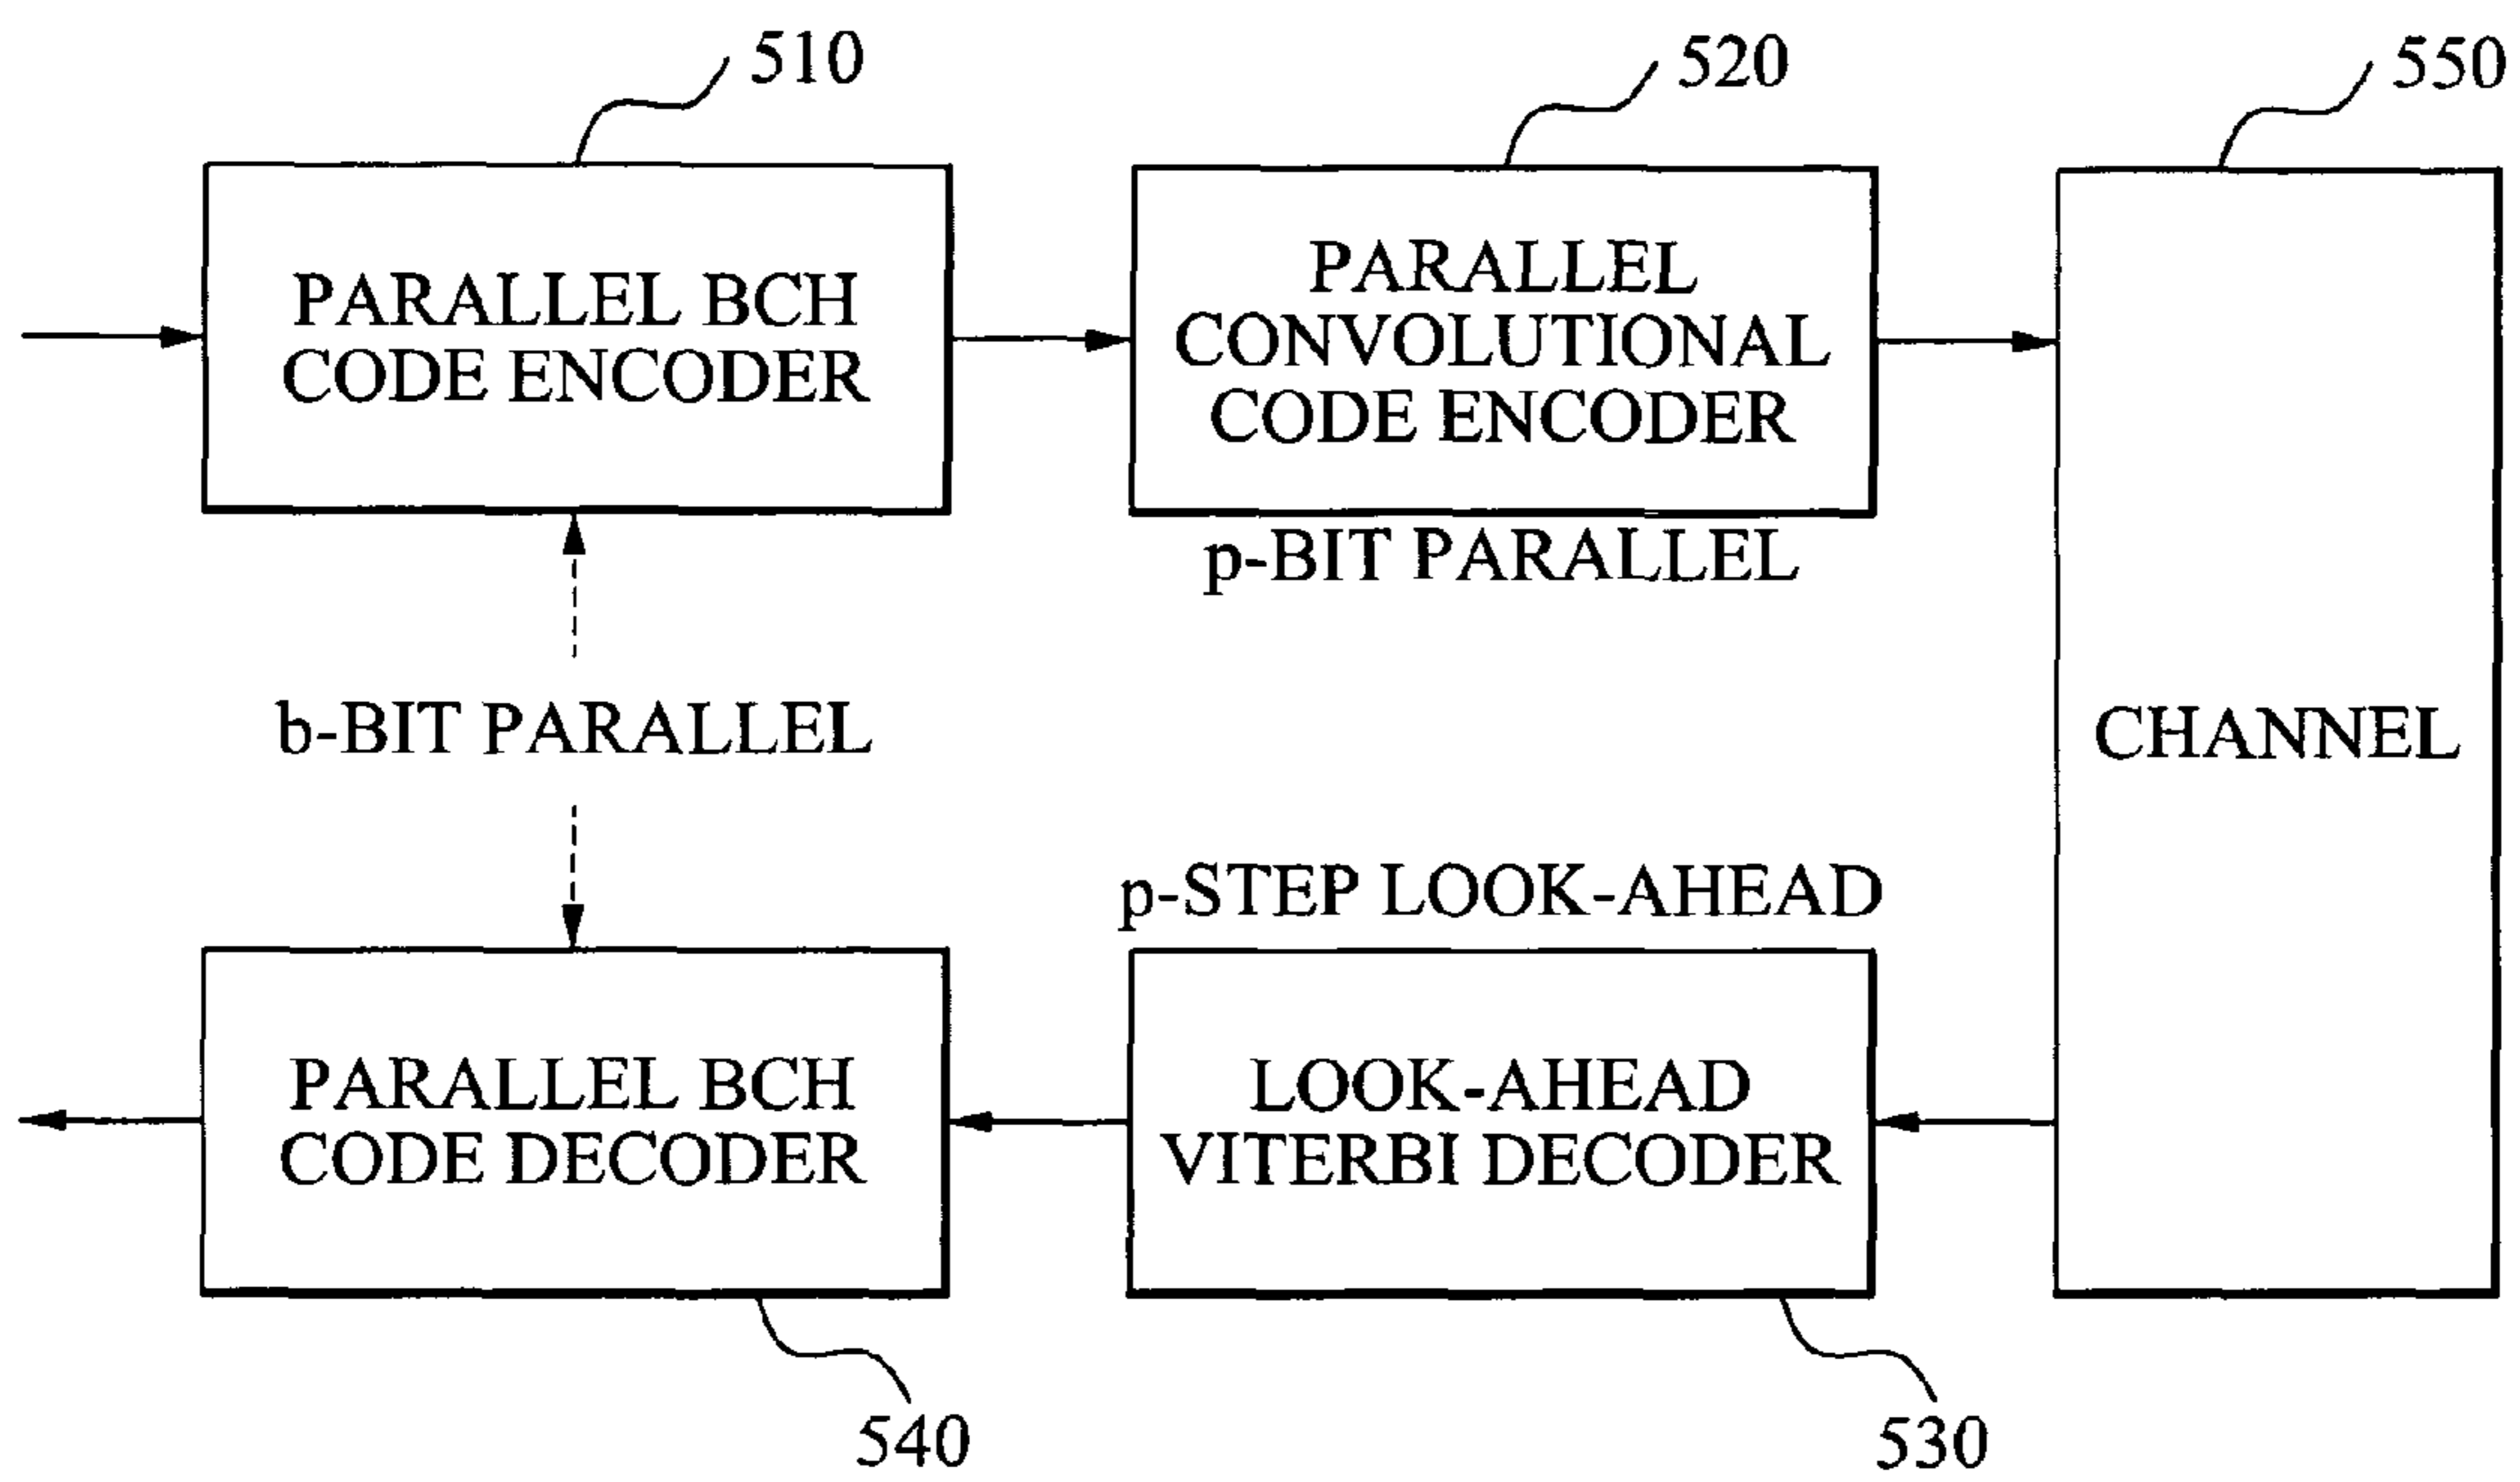 510
520
550
PARALLEL BCH
CODE ENCODER
PARALLEL
CONVOLUTIONAL
CODE ENCODER
p-BIT PARALLEL
b-BIT PARALLEL
CHANNEL
p-STEP LOOK-AHEAD
PARALLEL BCH
CODE DECODER
LOOK-AHEAD
VITERBI DECODER
540
530